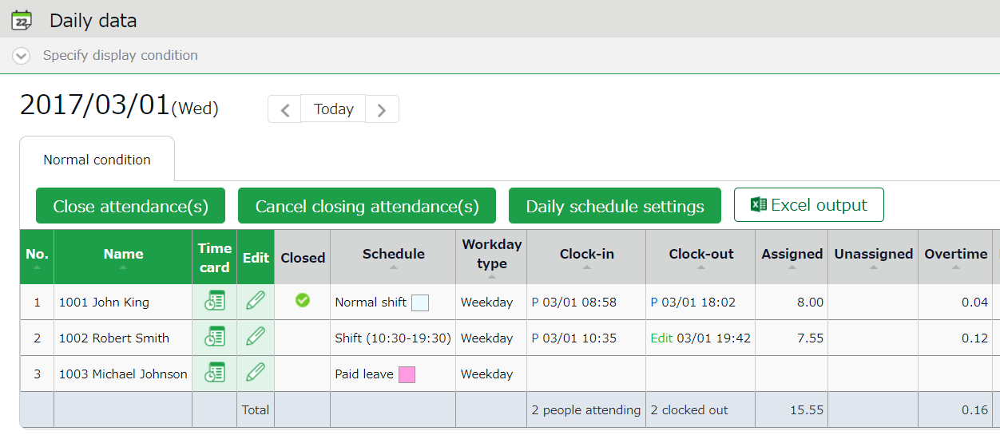 22 Daily data
Specify display condition
2017/03/01(Wed) Today
Normal condition
Close attendance(s) Cancel closing attendance(s) Daily schedule settings Excel output
No. Name Time card Edit Closed Schedule Workday type Clock-in Clock-out Assigned Unassigned Overtime
1 1001 John King Normal shift Weekday P 03/01 08:58 P 03/01 18:02 8.00 0.04
2 1002 Robert Smith Shift (10:30-19:30) Weekday P 03/01 10:35 Edit 03/01 19:42 7.55 0.12
3 1003 Michael Johnson Paid leave Weekday
Total 2 people attending 2 clocked out 15.55 0.16